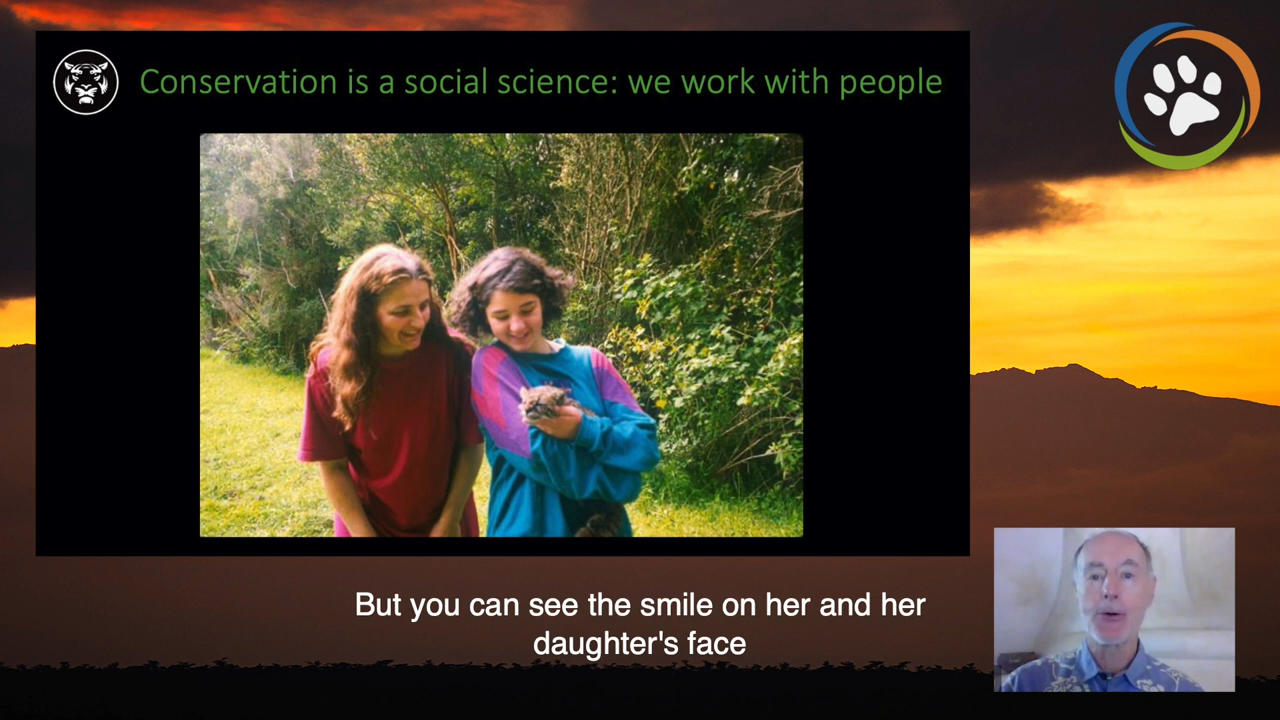 Conservation is a social science: we work with people
But you can see the smile on her and her
daughter's face